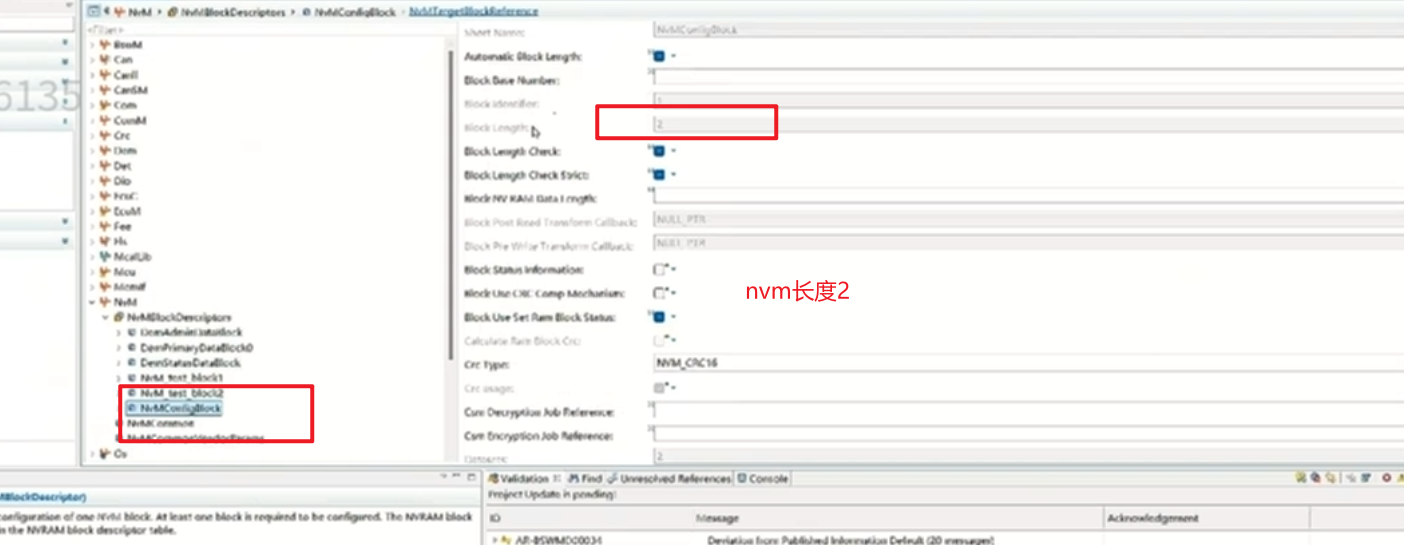 NvM › NvMBlockDescriptors › NvMConfigBlock › NvMTargetBlockReference
<Filter>
Short Name: NvMConfigBlock
BswM
Can
CanIf
CanSM
Com
ComM
Crc
Dem
Det
Dio
EcuC
EcuM
Fee
Fls
McalLib
Mcu
MemIf
NvM
NvMBlockDescriptors
DemAdminDataBlock
DemPrimaryDataBlock0
DemStatusDataBlock
NvM_test_block1
NvM_test_block2
NvMConfigBlock
NvMCommon
NvMCommonVendorParams
Os
6135
Automatic Block Length:
Block Base Number:
Block Identifier: 1
Block Length: 2
Block Length Check:
Block Length Check Strict:
Block NV RAM Data Length:
Block Post Read Transform Callback: NULL_PTR
Block Pre Write Transform Callback: NULL_PTR
Block Status Information:
Block Use CRC Comp Mechanism:
Block Use Set Ram Block Status:
Calculate Ram Block Crc:
Crc Type: NVM_CRC16
Crc usage:
Csm Decryption Job Reference:
Csm Encryption Job Reference:
2
nvm长度2
MBlockDescriptor)
configuration of one NVM block. At least one block is required to be configured. The NVRAM block
n the NVRAM block descriptor table.
Validation Find Unresolved References Console
Project Update is pending!
ID Message Acknowledgement
AR-BSWMD00034 Deviation from Published Information Default (20 messages)